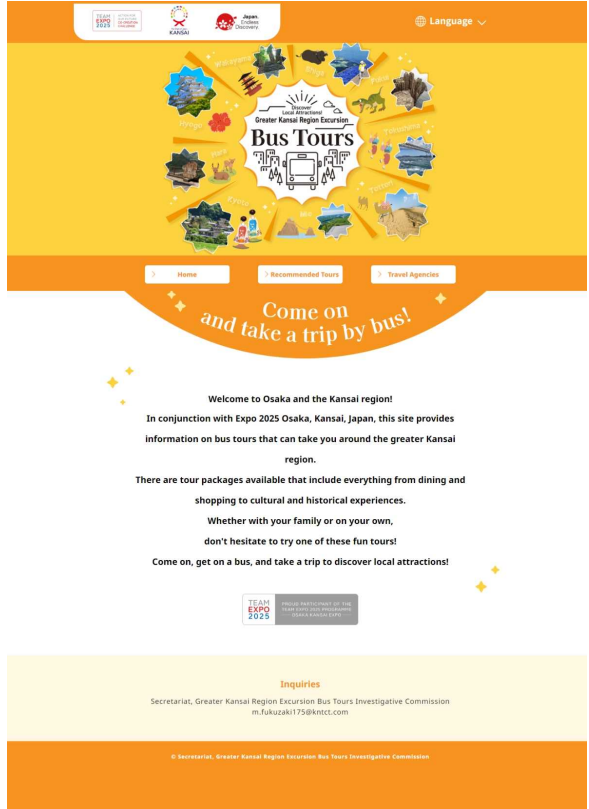 TEAM
EXPO
2025
KANSAI
Japan.
Endless
Discovery.
Language
Wakayama
Shiga
Fukui
Hyogo
Tokushima
Nara
Tottori
Kyoto
Mie
Discover
Local Attractions!
Greater Kansai Region Excursion
Bus Tours
Home
Recommended Tours
Travel Agencies
Come on
and take a trip by bus!
Welcome to Osaka and the Kansai region!
In conjunction with Expo 2025 Osaka, Kansai, Japan, this site provides
information on bus tours that can take you around the greater Kansai
region.
There are tour packages available that include everything from dining and
shopping to cultural and historical experiences.
Whether with your family or on your own,
don't hesitate to try one of these fun tours!
Come on, get on a bus, and take a trip to discover local attractions!
TEAM
EXPO
2025
PROUD PARTICIPANT OF THE
TEAM EXPO 2025 PROGRAMME
OSAKA KANSAI EXPO
Inquiries
Secretariat, Greater Kansai Region Excursion Bus Tours Investigative Commission
m.fukuzaki175@kntct.com
© Secretariat, Greater Kansai Region Excursion Bus Tours Investigative Commission